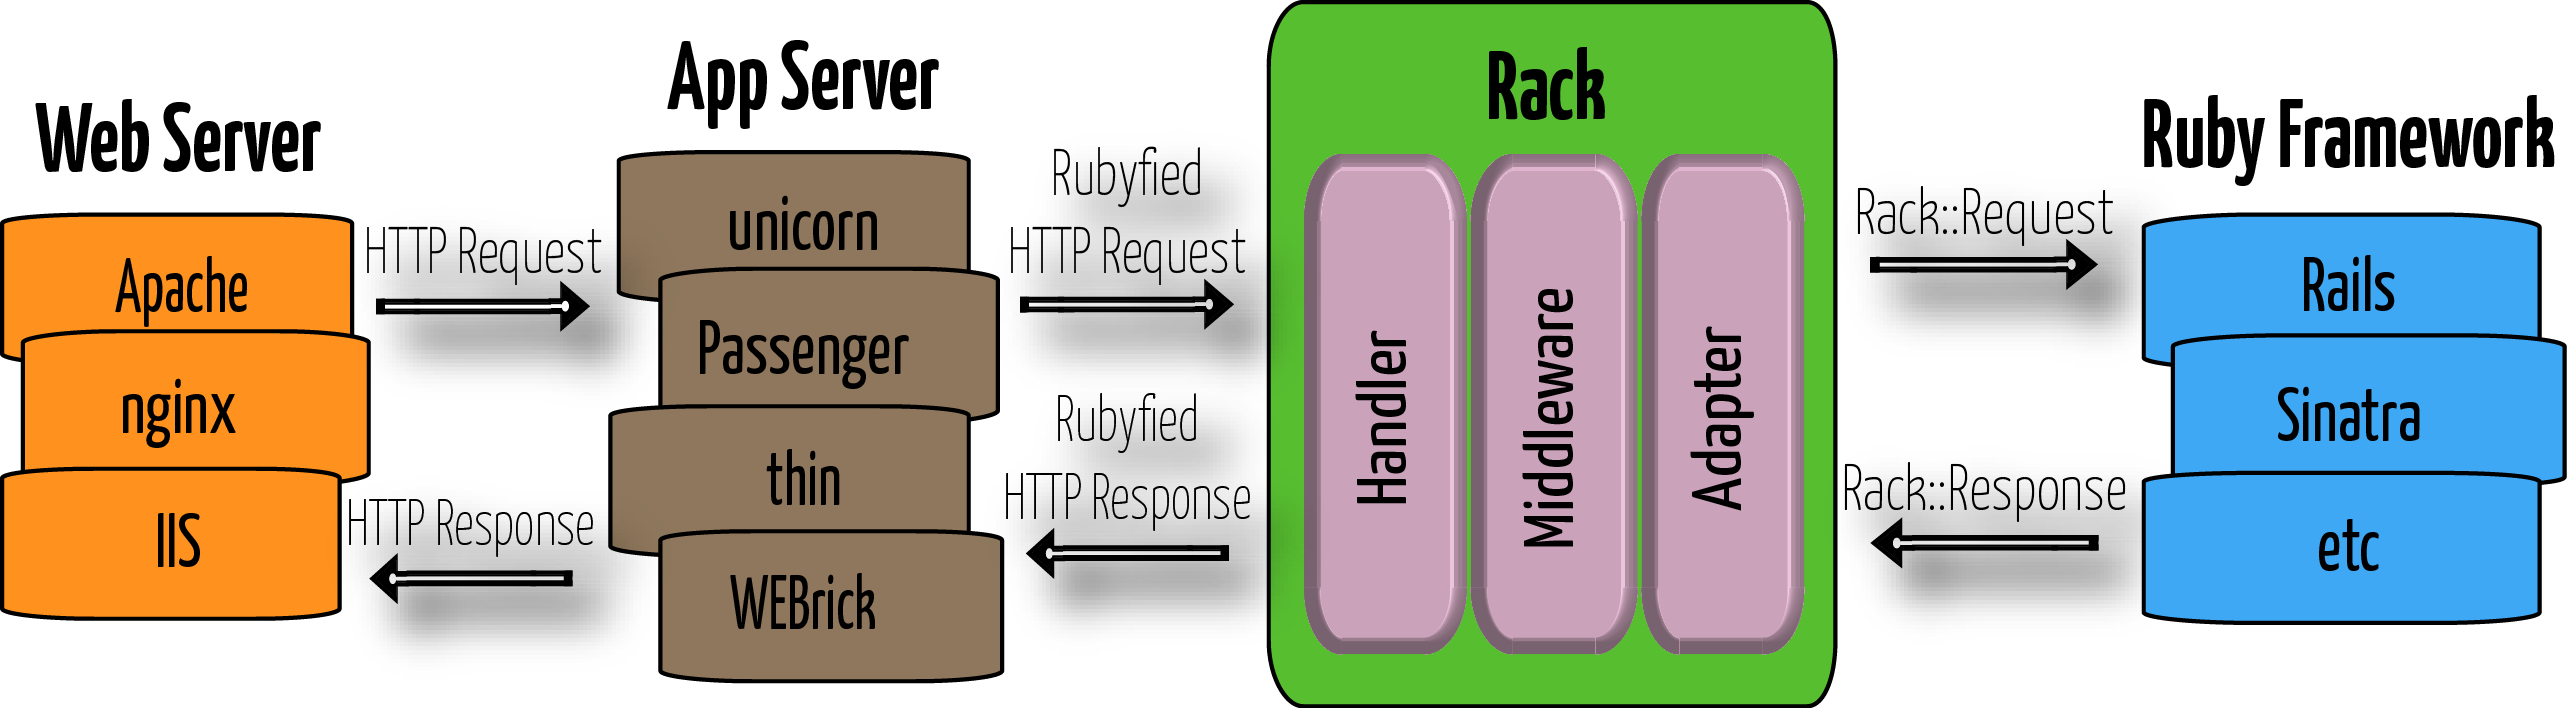 Web Server
Apache
nginx
IIS
HTTP Request
HTTP Response
App Server
unicorn
Passenger
thin
WEBrick
Rubyfied
HTTP Request
Rubyfied
HTTP Response
Rack
Handler
Middleware
Adapter
Rack::Request
Rack::Response
Ruby Framework
Rails
Sinatra
etc